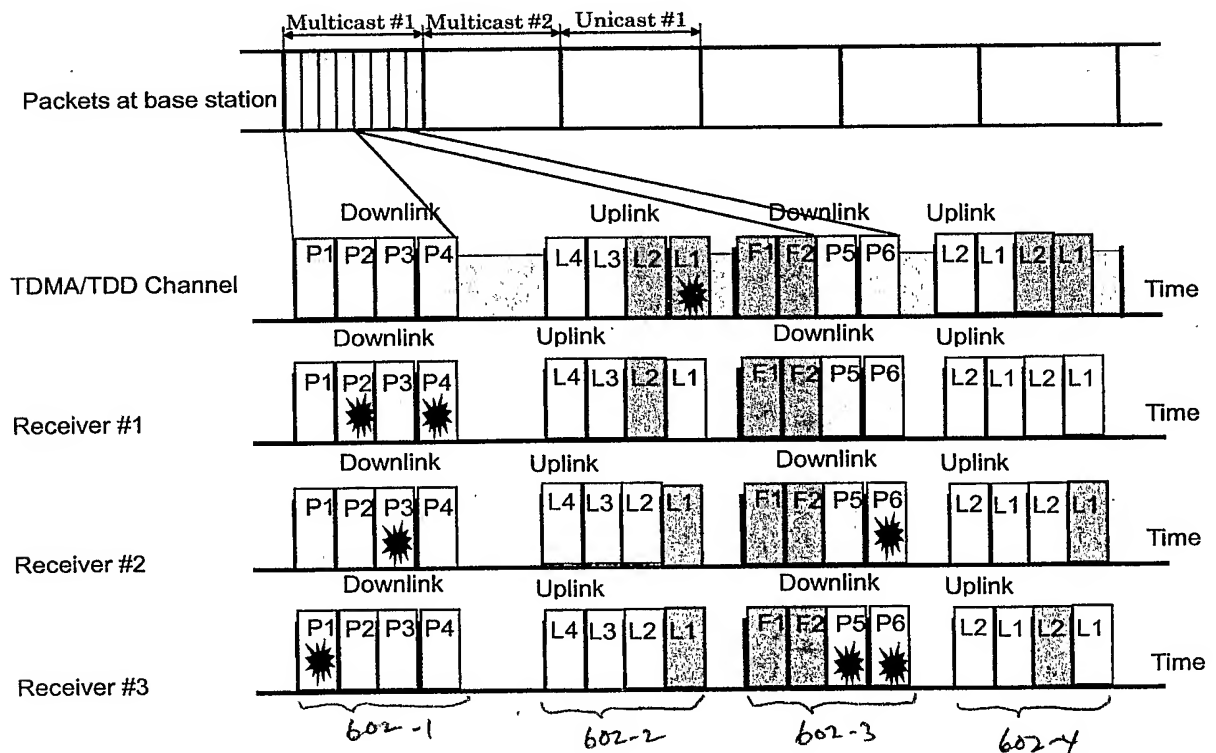 Multicast #1 Multicast #2 Unicast #1
Packets at base station
Downlink Uplink Downlink Uplink
P1 P2 P3 P4 L4 L3 L2 L1 F1 F2 P5 P6 L2 L1 L2 L1
TDMA/TDD Channel Time
Downlink Uplink Downlink Uplink
P1 P2 P3 P4 L4 L3 L2 L1 F1 F2 P5 P6 L2 L1 L2 L1
Receiver #1 Time
Downlink Uplink Downlink Uplink
P1 P2 P3 P4 L4 L3 L2 L1 F1 F2 P5 P6 L2 L1 L2 L1
Receiver #2 Time
Downlink Uplink Downlink Uplink
P1 P2 P3 P4 L4 L3 L2 L1 F1 F2 P5 P6 L2 L1 L2 L1
Receiver #3 Time
602-1 602-2 602-3 602-4